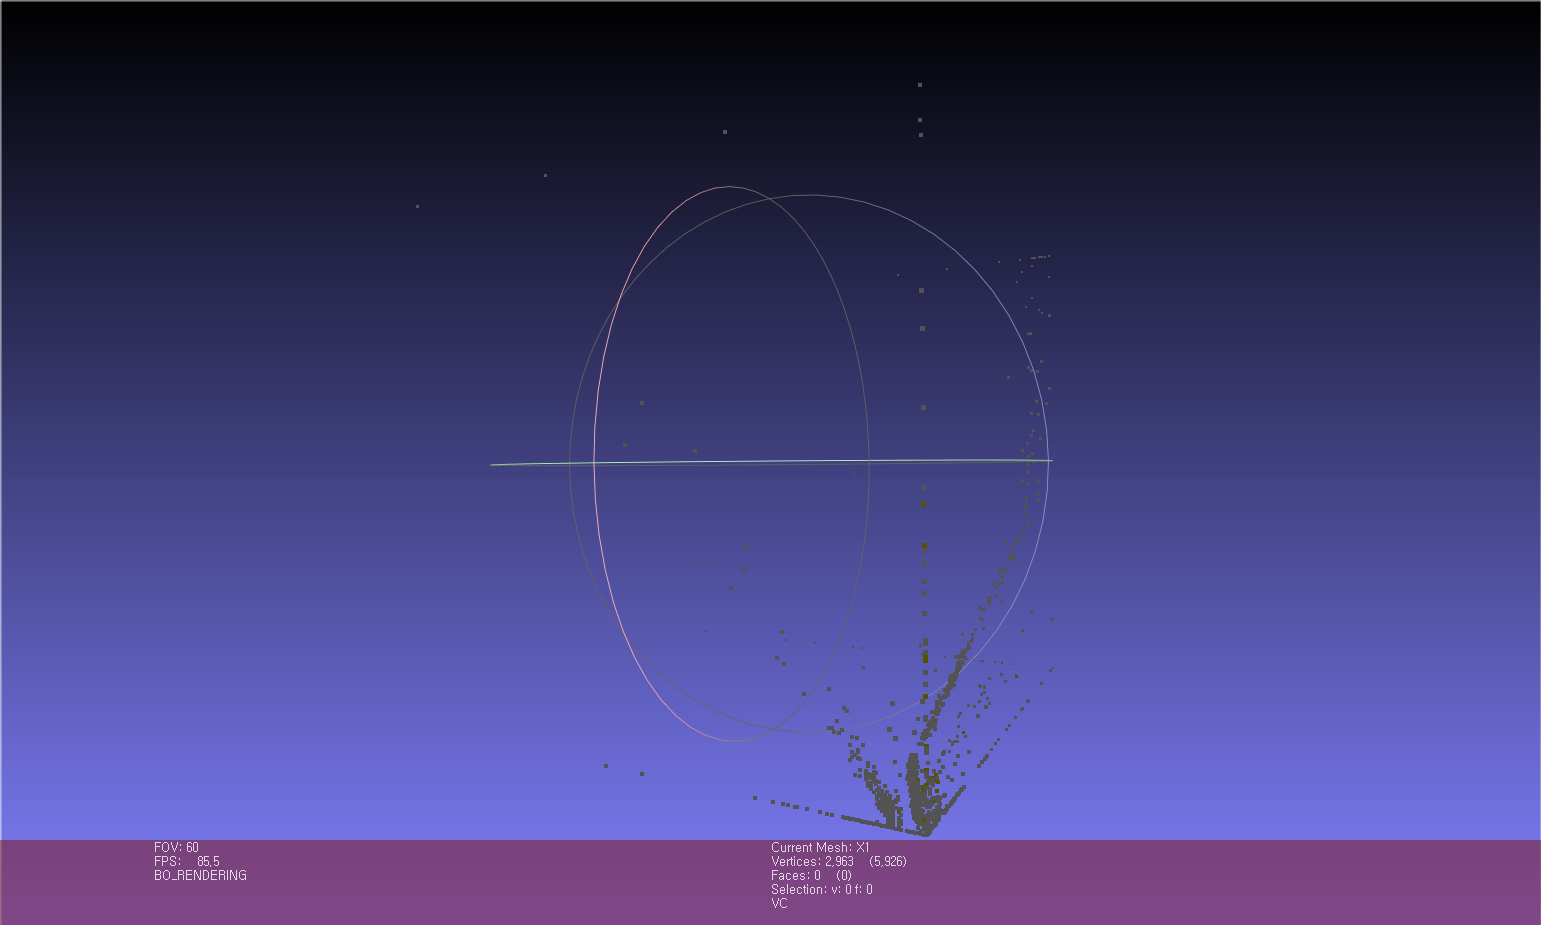 FOV: 60
FPS: 85,5
BO_RENDERING
Current Mesh: X1
Vertices: 2,963 (5,926)
Faces: 0 (0)
Selection: v: 0 f: 0
VC